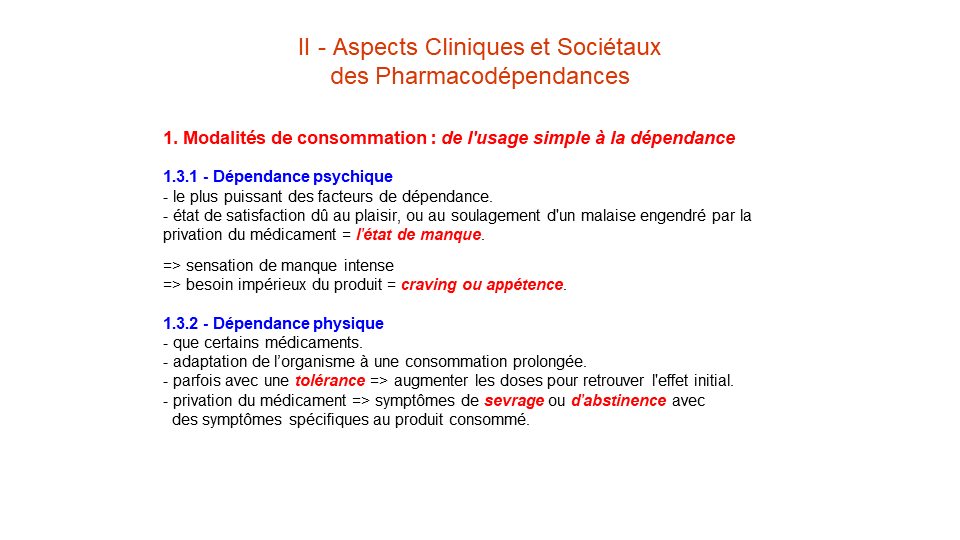 II - Aspects Cliniques et Sociétaux
des Pharmacodépendances
1. Modalités de consommation : de l'usage simple à la dépendance
1.3.1 - Dépendance psychique
- le plus puissant des facteurs de dépendance.
- état de satisfaction dû au plaisir, ou au soulagement d'un malaise engendré par la
privation du médicament = l'état de manque.
=> sensation de manque intense
=> besoin impérieux du produit = craving ou appétence.
1.3.2 - Dépendance physique
- que certains médicaments.
- adaptation de l’organisme à une consommation prolongée.
- parfois avec une tolérance => augmenter les doses pour retrouver l'effet initial.
- privation du médicament => symptômes de sevrage ou d'abstinence avec
des symptômes spécifiques au produit consommé.